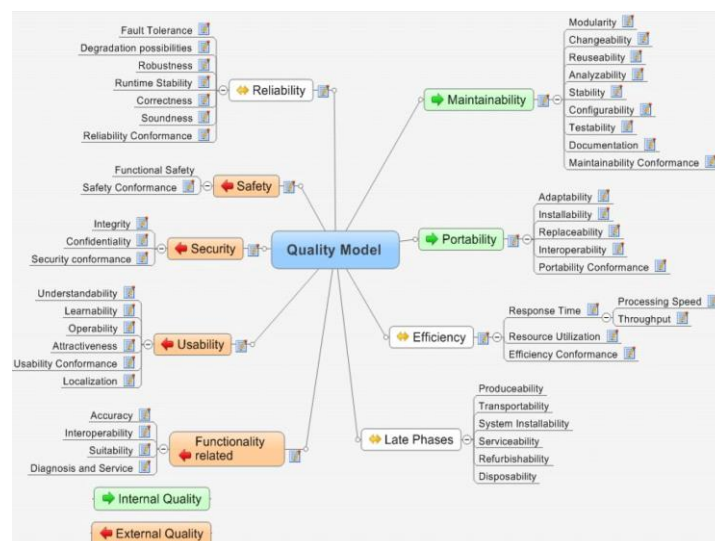 Quality Model
Reliability
Fault Tolerance
Degradation possibilities
Robustness
Runtime Stability
Correctness
Soundness
Reliability Conformance
Safety
Functional Safety
Safety Conformance
Security
Integrity
Confidentiality
Security conformance
Usability
Understandability
Learnability
Operability
Attractiveness
Usability Conformance
Localization
Functionality
related
Accuracy
Interoperability
Suitability
Diagnosis and Service
Internal Quality
External Quality
Maintainability
Modularity
Changeability
Reuseability
Analyzability
Stability
Configurability
Testability
Documentation
Maintainability Conformance
Portability
Adaptability
Installability
Replaceability
Interoperability
Portability Conformance
Efficiency
Response Time
Processing Speed
Throughput
Resource Utilization
Efficiency Conformance
Late Phases
Produceability
Transportability
System Installability
Serviceability
Refurbishability
Disposability